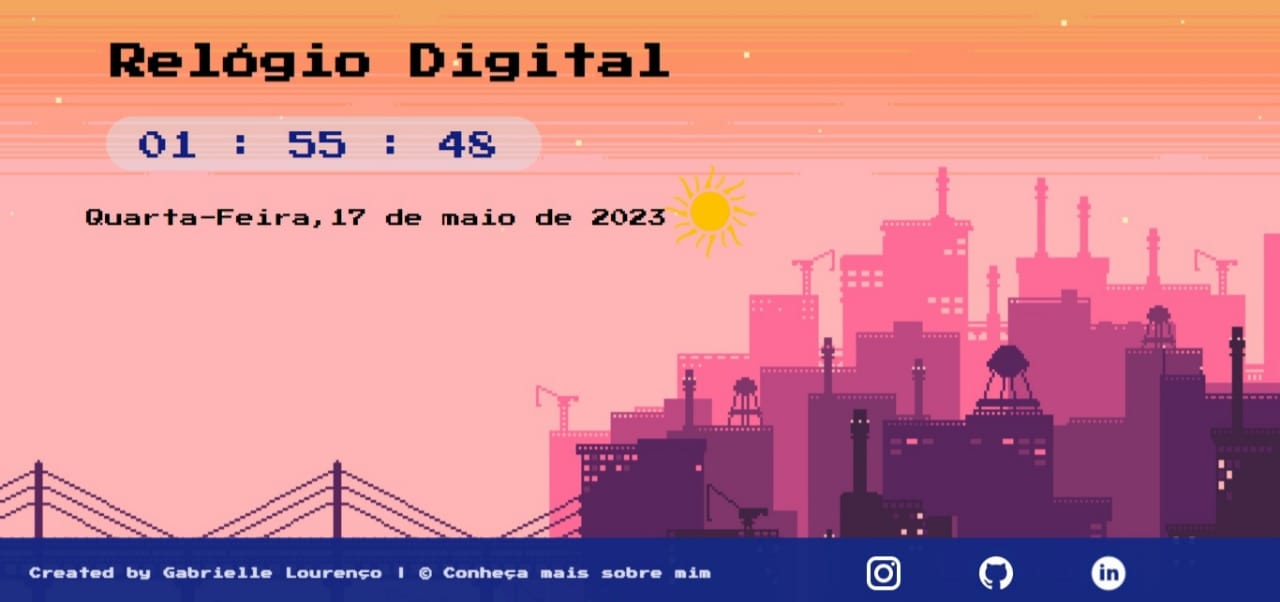 Relógio Digital
01 : 55 : 48
Quarta-Feira,17 de maio de 2023
Created by Gabrielle Lourenço | © Conheça mais sobre mim
in